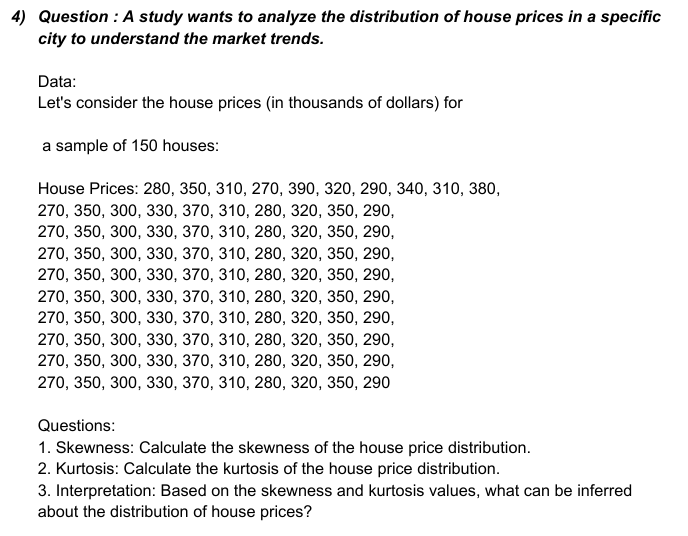 4) Question : A study wants to analyze the distribution of house prices in a specific
city to understand the market trends.
Data:
Let's consider the house prices (in thousands of dollars) for
a sample of 150 houses:
House Prices: 280, 350, 310, 270, 390, 320, 290, 340, 310, 380,
270, 350, 300, 330, 370, 310, 280, 320, 350, 290,
270, 350, 300, 330, 370, 310, 280, 320, 350, 290,
270, 350, 300, 330, 370, 310, 280, 320, 350, 290,
270, 350, 300, 330, 370, 310, 280, 320, 350, 290,
270, 350, 300, 330, 370, 310, 280, 320, 350, 290,
270, 350, 300, 330, 370, 310, 280, 320, 350, 290,
270, 350, 300, 330, 370, 310, 280, 320, 350, 290,
270, 350, 300, 330, 370, 310, 280, 320, 350, 290,
270, 350, 300, 330, 370, 310, 280, 320, 350, 290
Questions:
1. Skewness: Calculate the skewness of the house price distribution.
2. Kurtosis: Calculate the kurtosis of the house price distribution.
3. Interpretation: Based on the skewness and kurtosis values, what can be inferred
about the distribution of house prices?